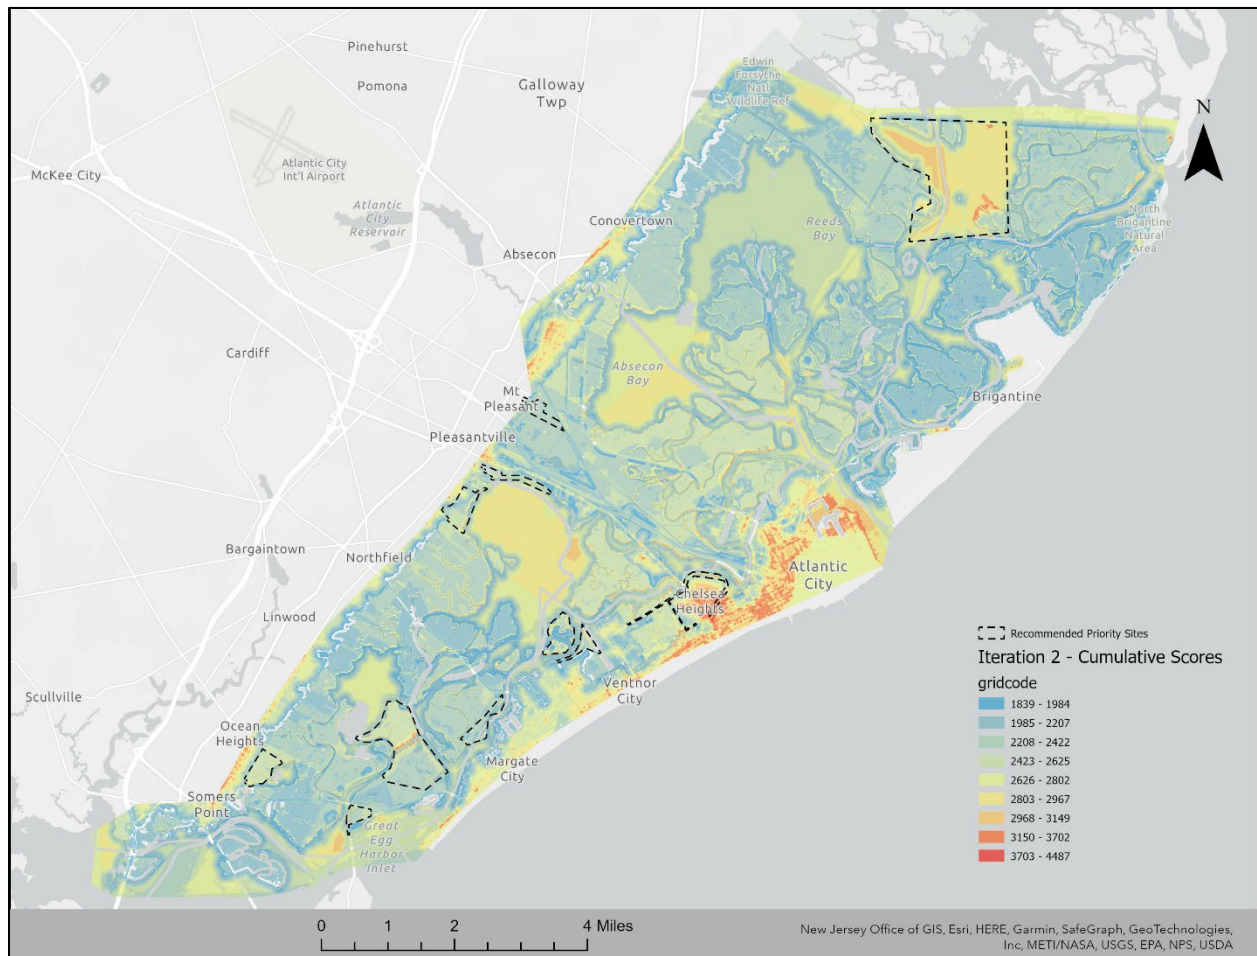 Pinehurst
Pomona
Galloway
Twp
Edwin
Forsythe
Natl
Wildlife Ref
N
McKee City
Atlantic City
Int'l Airport
Atlantic
City
Reservoir
Conovertown
Reeds
Bay
North
Brigantine
Natural
Area
Absecon
Cardiff
Absecon
Bay
Mt
Pleasant
Brigantine
Pleasantville
Bargaintown
Northfield
Atlantic
City
Chelsea
Heights
Linwood
Ventnor
City
Scullville
Ocean
Heights
Margate
City
Somers
Point
Great
Egg
Harbor
Inlet
Recommended Priority Sites
Iteration 2 - Cumulative Scores
gridcode
1839 - 1984
1985 - 2207
2208 - 2422
2423 - 2625
2626 - 2802
2803 - 2967
2968 - 3149
3150 - 3702
3703 - 4487
0 1 2 4 Miles
New Jersey Office of GIS, Esri, HERE, Garmin, SafeGraph, GeoTechnologies,
Inc, METI/NASA, USGS, EPA, NPS, USDA